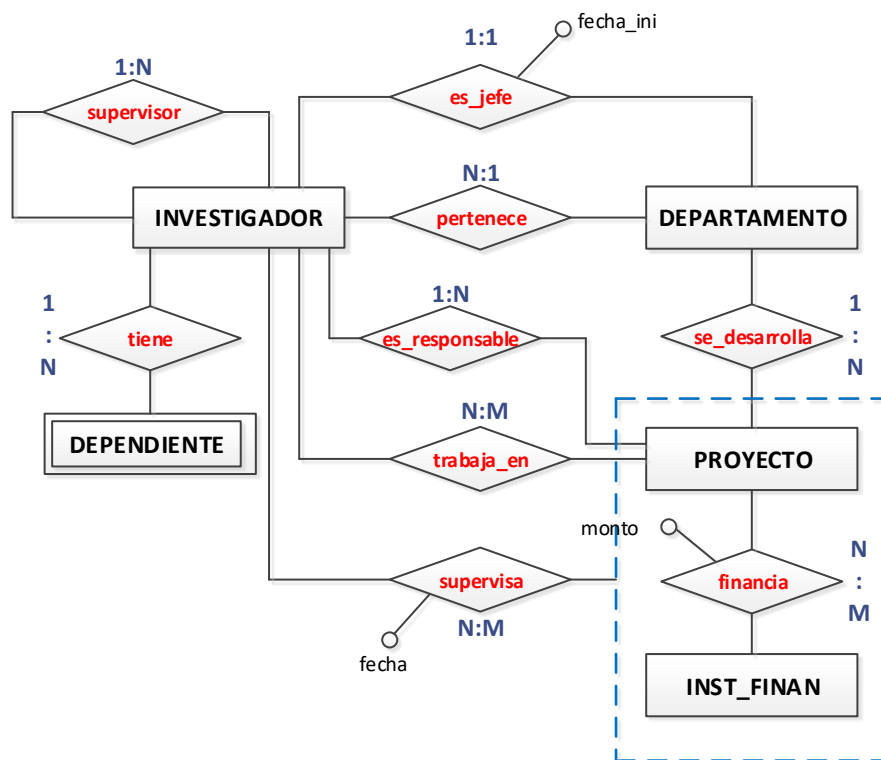 fecha_ini
1:1
1:N
es_jefe
supervisor
N:1
INVESTIGADOR
pertenece
DEPARTAMENTO
1
:
N
tiene
1:N
es_responsable
se_desarrolla
1
:
N
N:M
DEPENDIENTE
trabaja_en
PROYECTO
monto
N
:
M
supervisa
financia
N:M
fecha
INST_FINAN